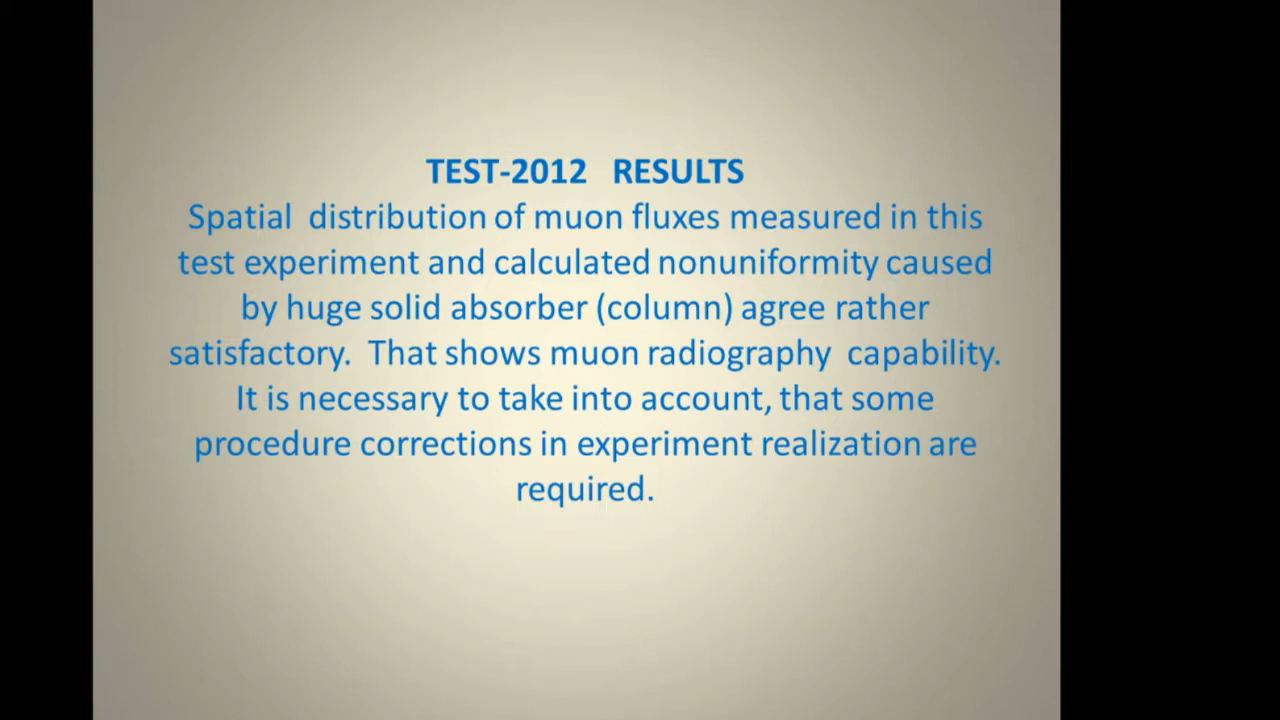 TEST-2012 RESULTS
Spatial distribution of muon fluxes measured in this
test experiment and calculated nonuniformity caused
by huge solid absorber (column) agree rather
satisfactory. That shows muon radiography capability.
It is necessary to take into account, that some
procedure corrections in experiment realization are
required.